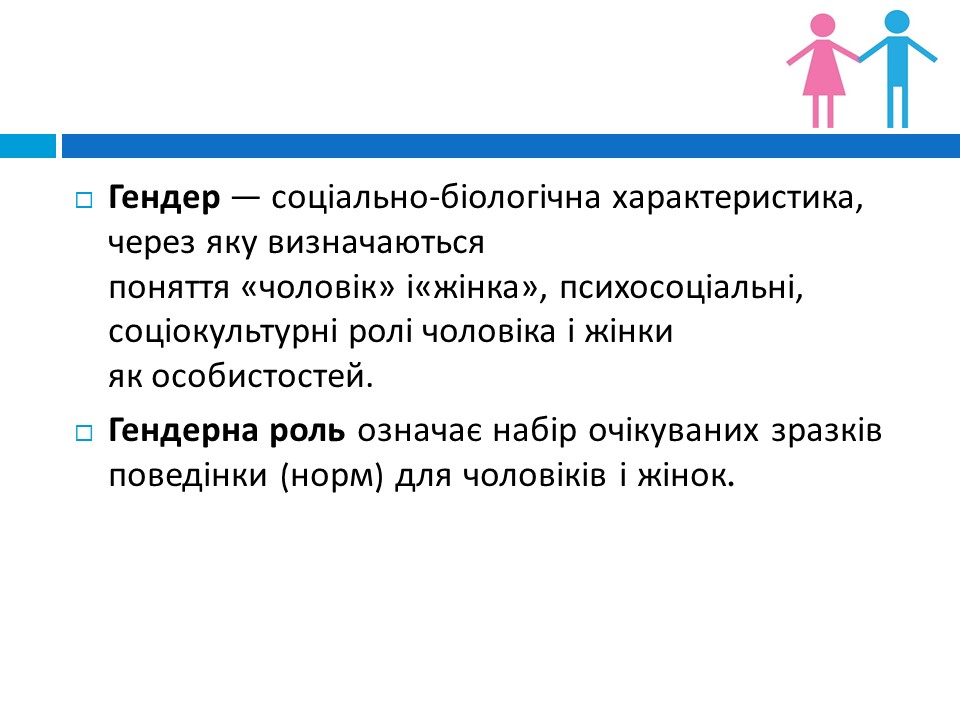 Гендер — соціально-біологічна характеристика,
через яку визначаються
поняття «чоловік» і«жінка», психосоціальні,
соціокультурні ролі чоловіка і жінки
як особистостей.
Гендерна роль означає набір очікуваних зразків
поведінки (норм) для чоловіків і жінок.